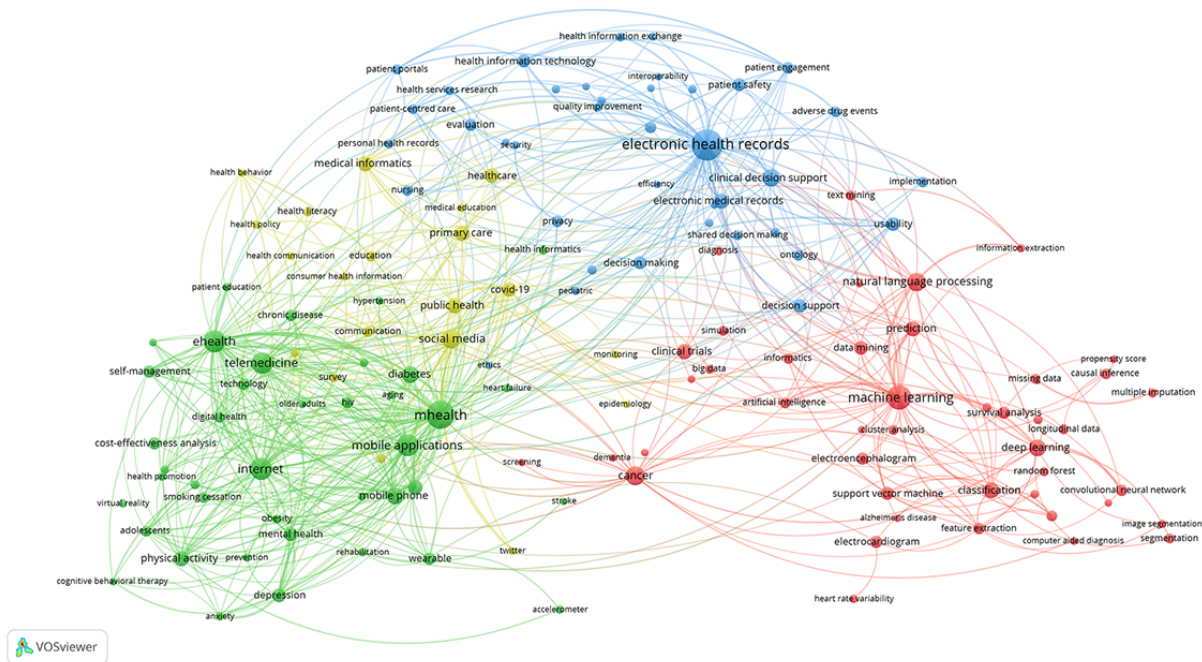 health information exchange
health information technology
patient engagement
patient portals
interoperability
patient safety
health services research
quality improvement
patient-centred care
adverse drug events
evaluation
personal health records
security
electronic health records
medical informatics
health behavior
healthcare
clinical decision support
efficiency
implementation
nursing
text mining
electronic medical records
medical education
health literacy
privacy
health policy
usability
primary care
shared decision making
health informatics
diagnosis
information extraction
health communication
education
ontology
decision making
consumer health information
natural language processing
patient education
covid-19
pediatric
hypertension
public health
decision support
chronic disease
communication
simulation
prediction
ehealth
social media
data mining
clinical trials
monitoring
informatics
propensity score
telemedicine
ethics
big data
causal inference
self-management
diabetes
survey
missing data
technology
heart failure
multiple imputation
aging
machine learning
older adults
hiv
epidemiology
artificial intelligence
digital health
mhealth
survival analysis
cluster analysis
longitudinal data
cost-effectiveness analysis
mobile applications
deep learning
dementia
electroencephalogram
screening
internet
random forest
health promotion
cancer
support vector machine
classification
convolutional neural network
smoking cessation
mobile phone
virtual reality
stroke
obesity
alzheimer's disease
image segmentation
adolescents
mental health
feature extraction
segmentation
computer aided diagnosis
electrocardiogram
twitter
rehabilitation
physical activity
prevention
wearable
cognitive behavioral therapy
depression
heart rate variability
accelerometer
anxiety
VOSviewer